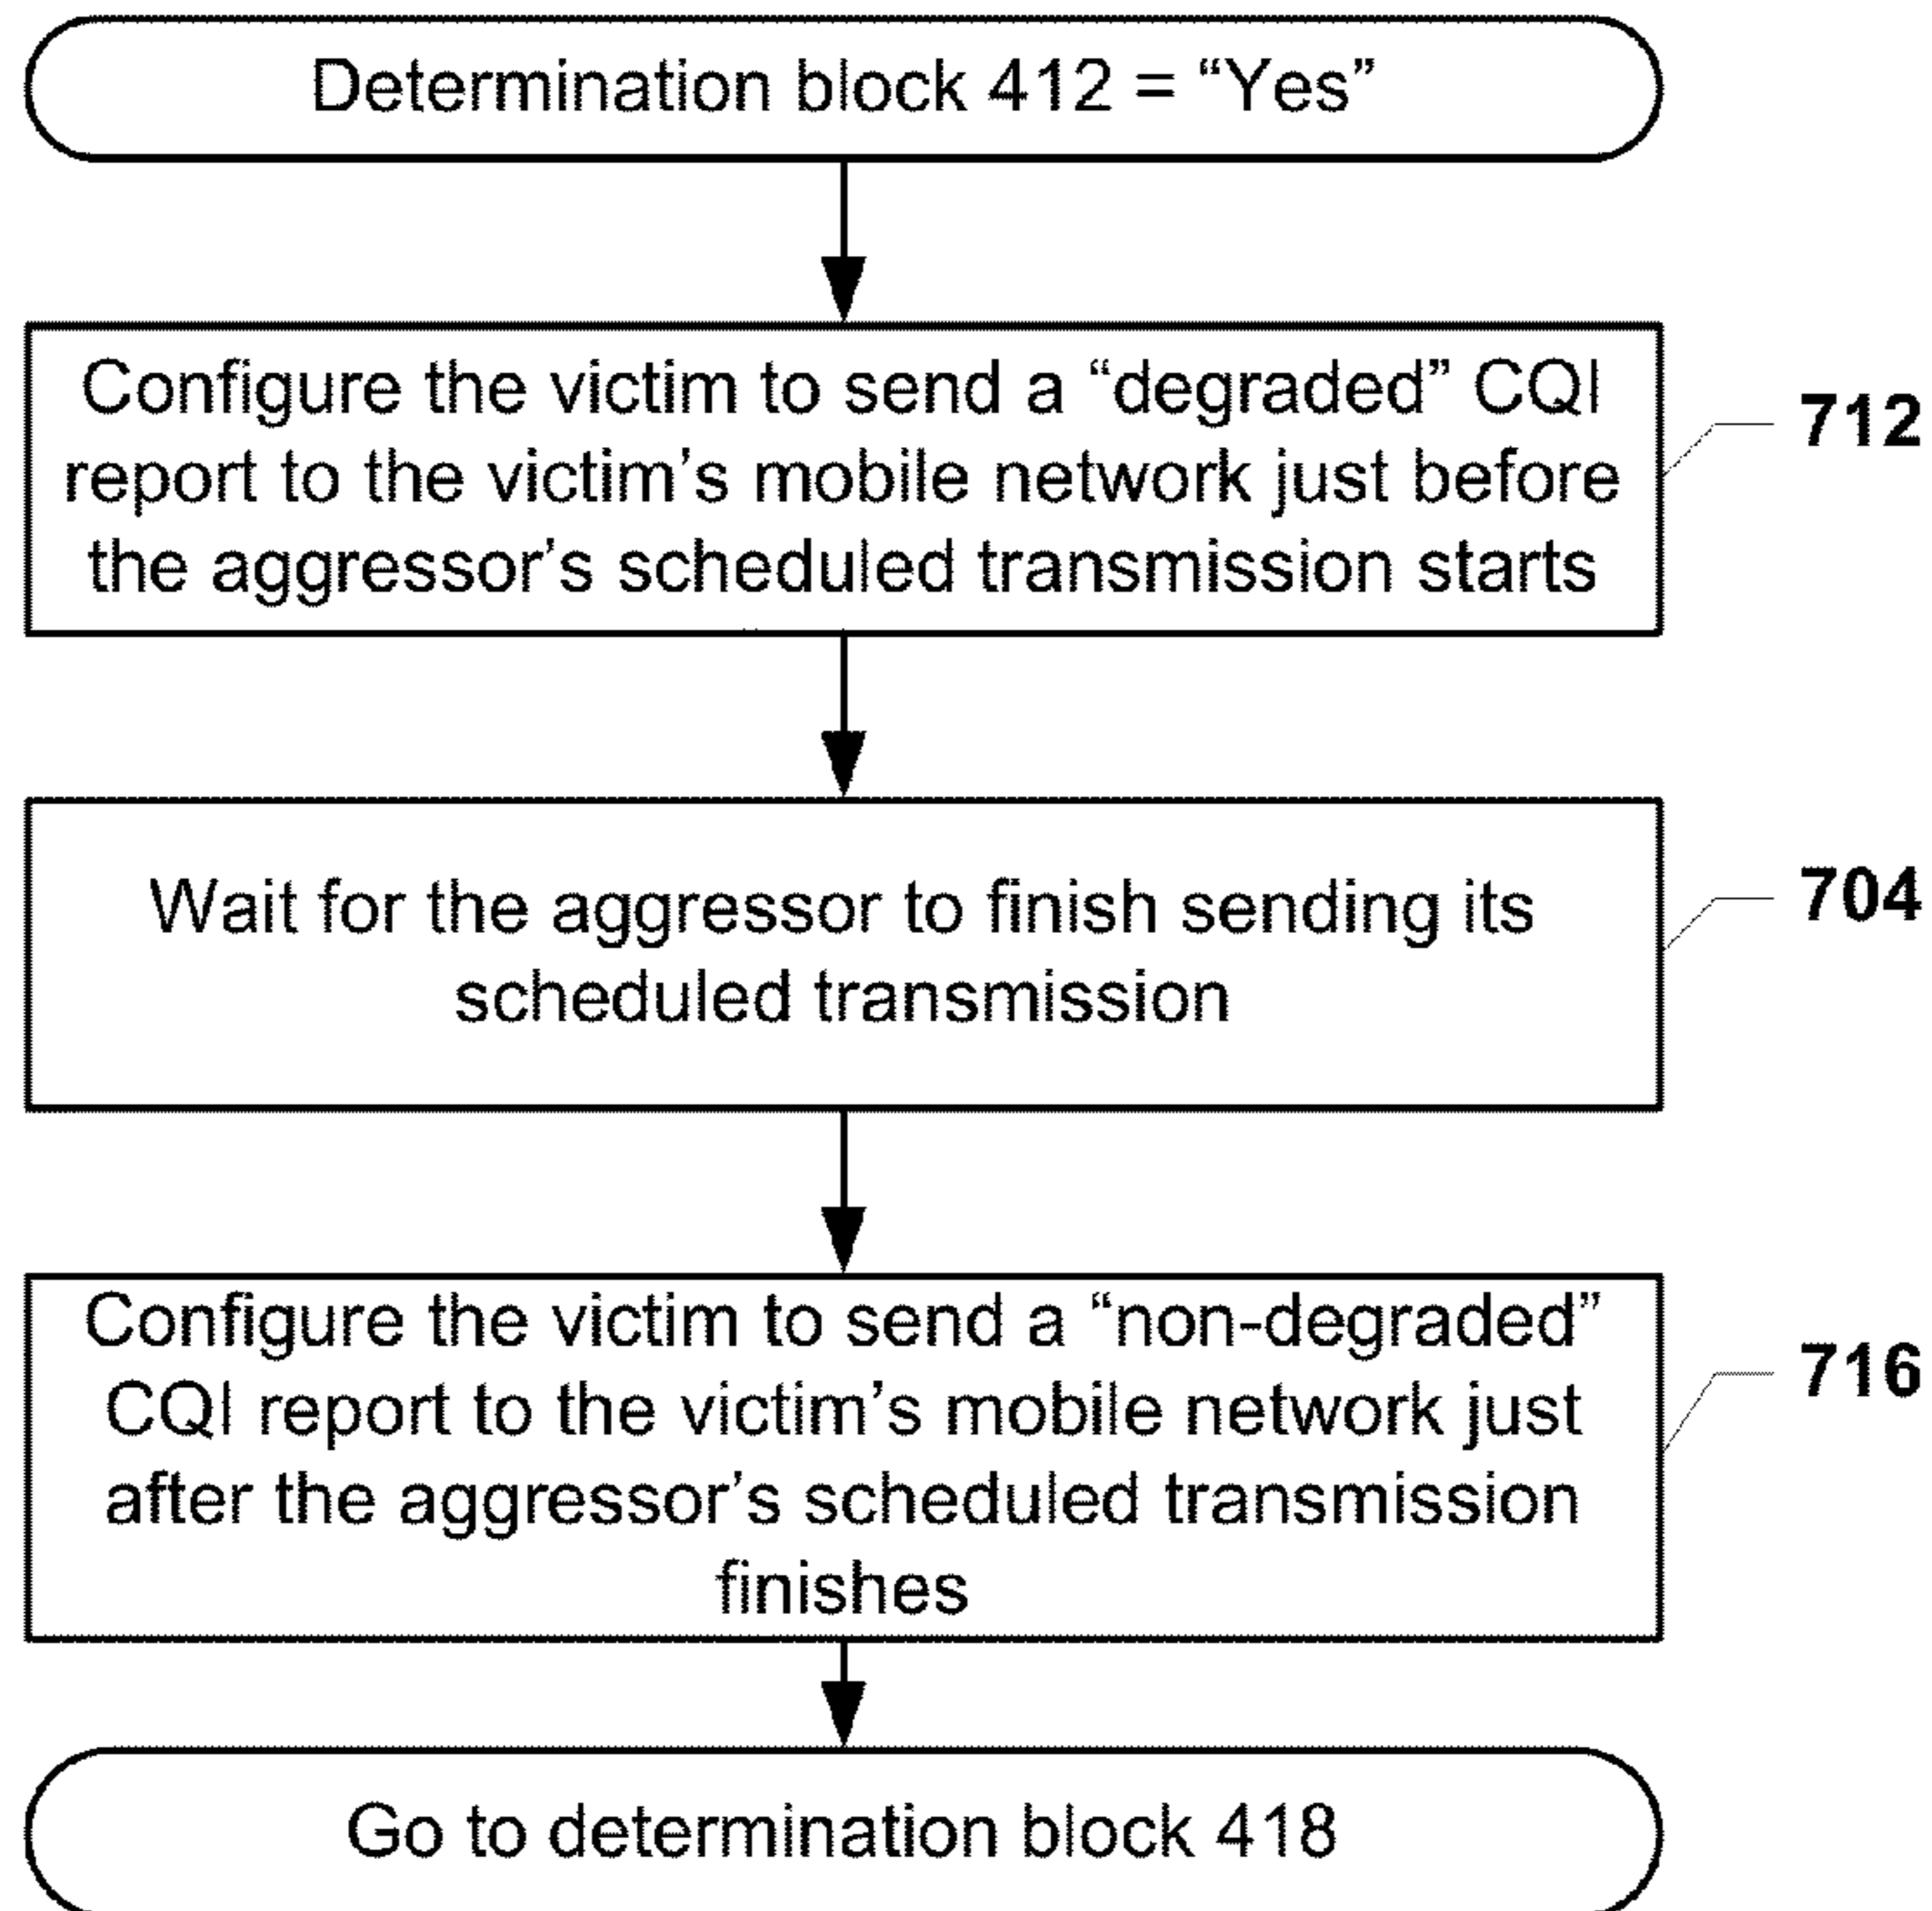 Determination block 412 = “Yes”
Configure the victim to send a “degraded” CQI
report to the victim’s mobile network just before
the aggressor’s scheduled transmission starts
712
Wait for the aggressor to finish sending its
scheduled transmission
704
Configure the victim to send a “non-degraded”
CQI report to the victim’s mobile network just
after the aggressor’s scheduled transmission
finishes
716
Go to determination block 418